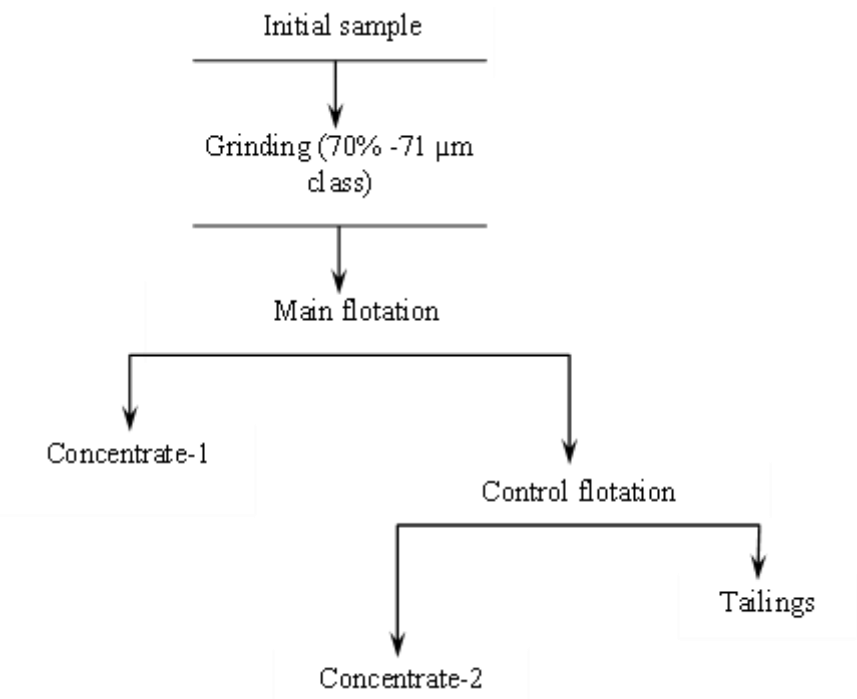 Initial sample
Grinding (70% -71 μm
class)
Main flotation
Concentrate-1
Control flotation
Tailings
Concentrate-2